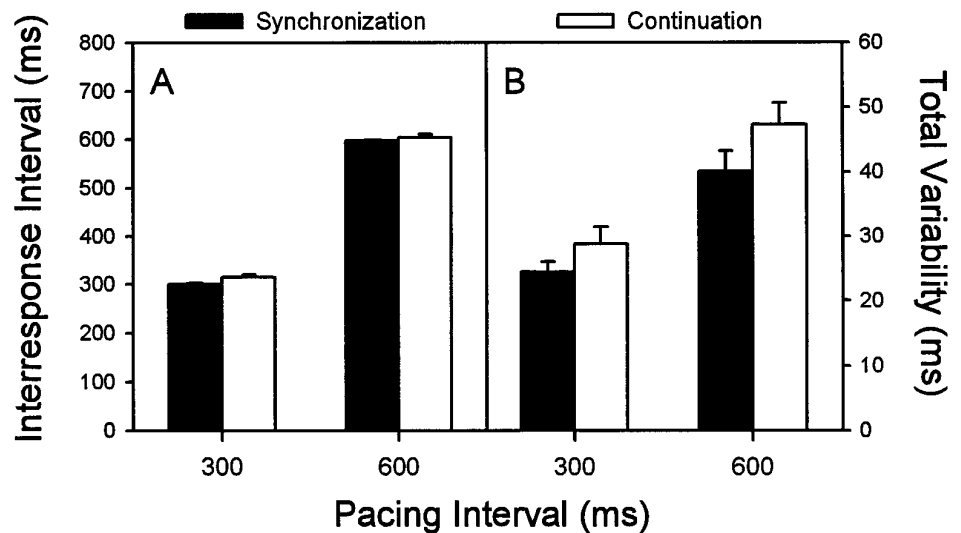 Synchronization
Continuation
Interresponse Interval (ms)
800
700
600
500
400
300
200
100
0
A
B
60
50
40
30
20
10
0
Total Variability (ms)
300
600
300
600
Pacing Interval (ms)